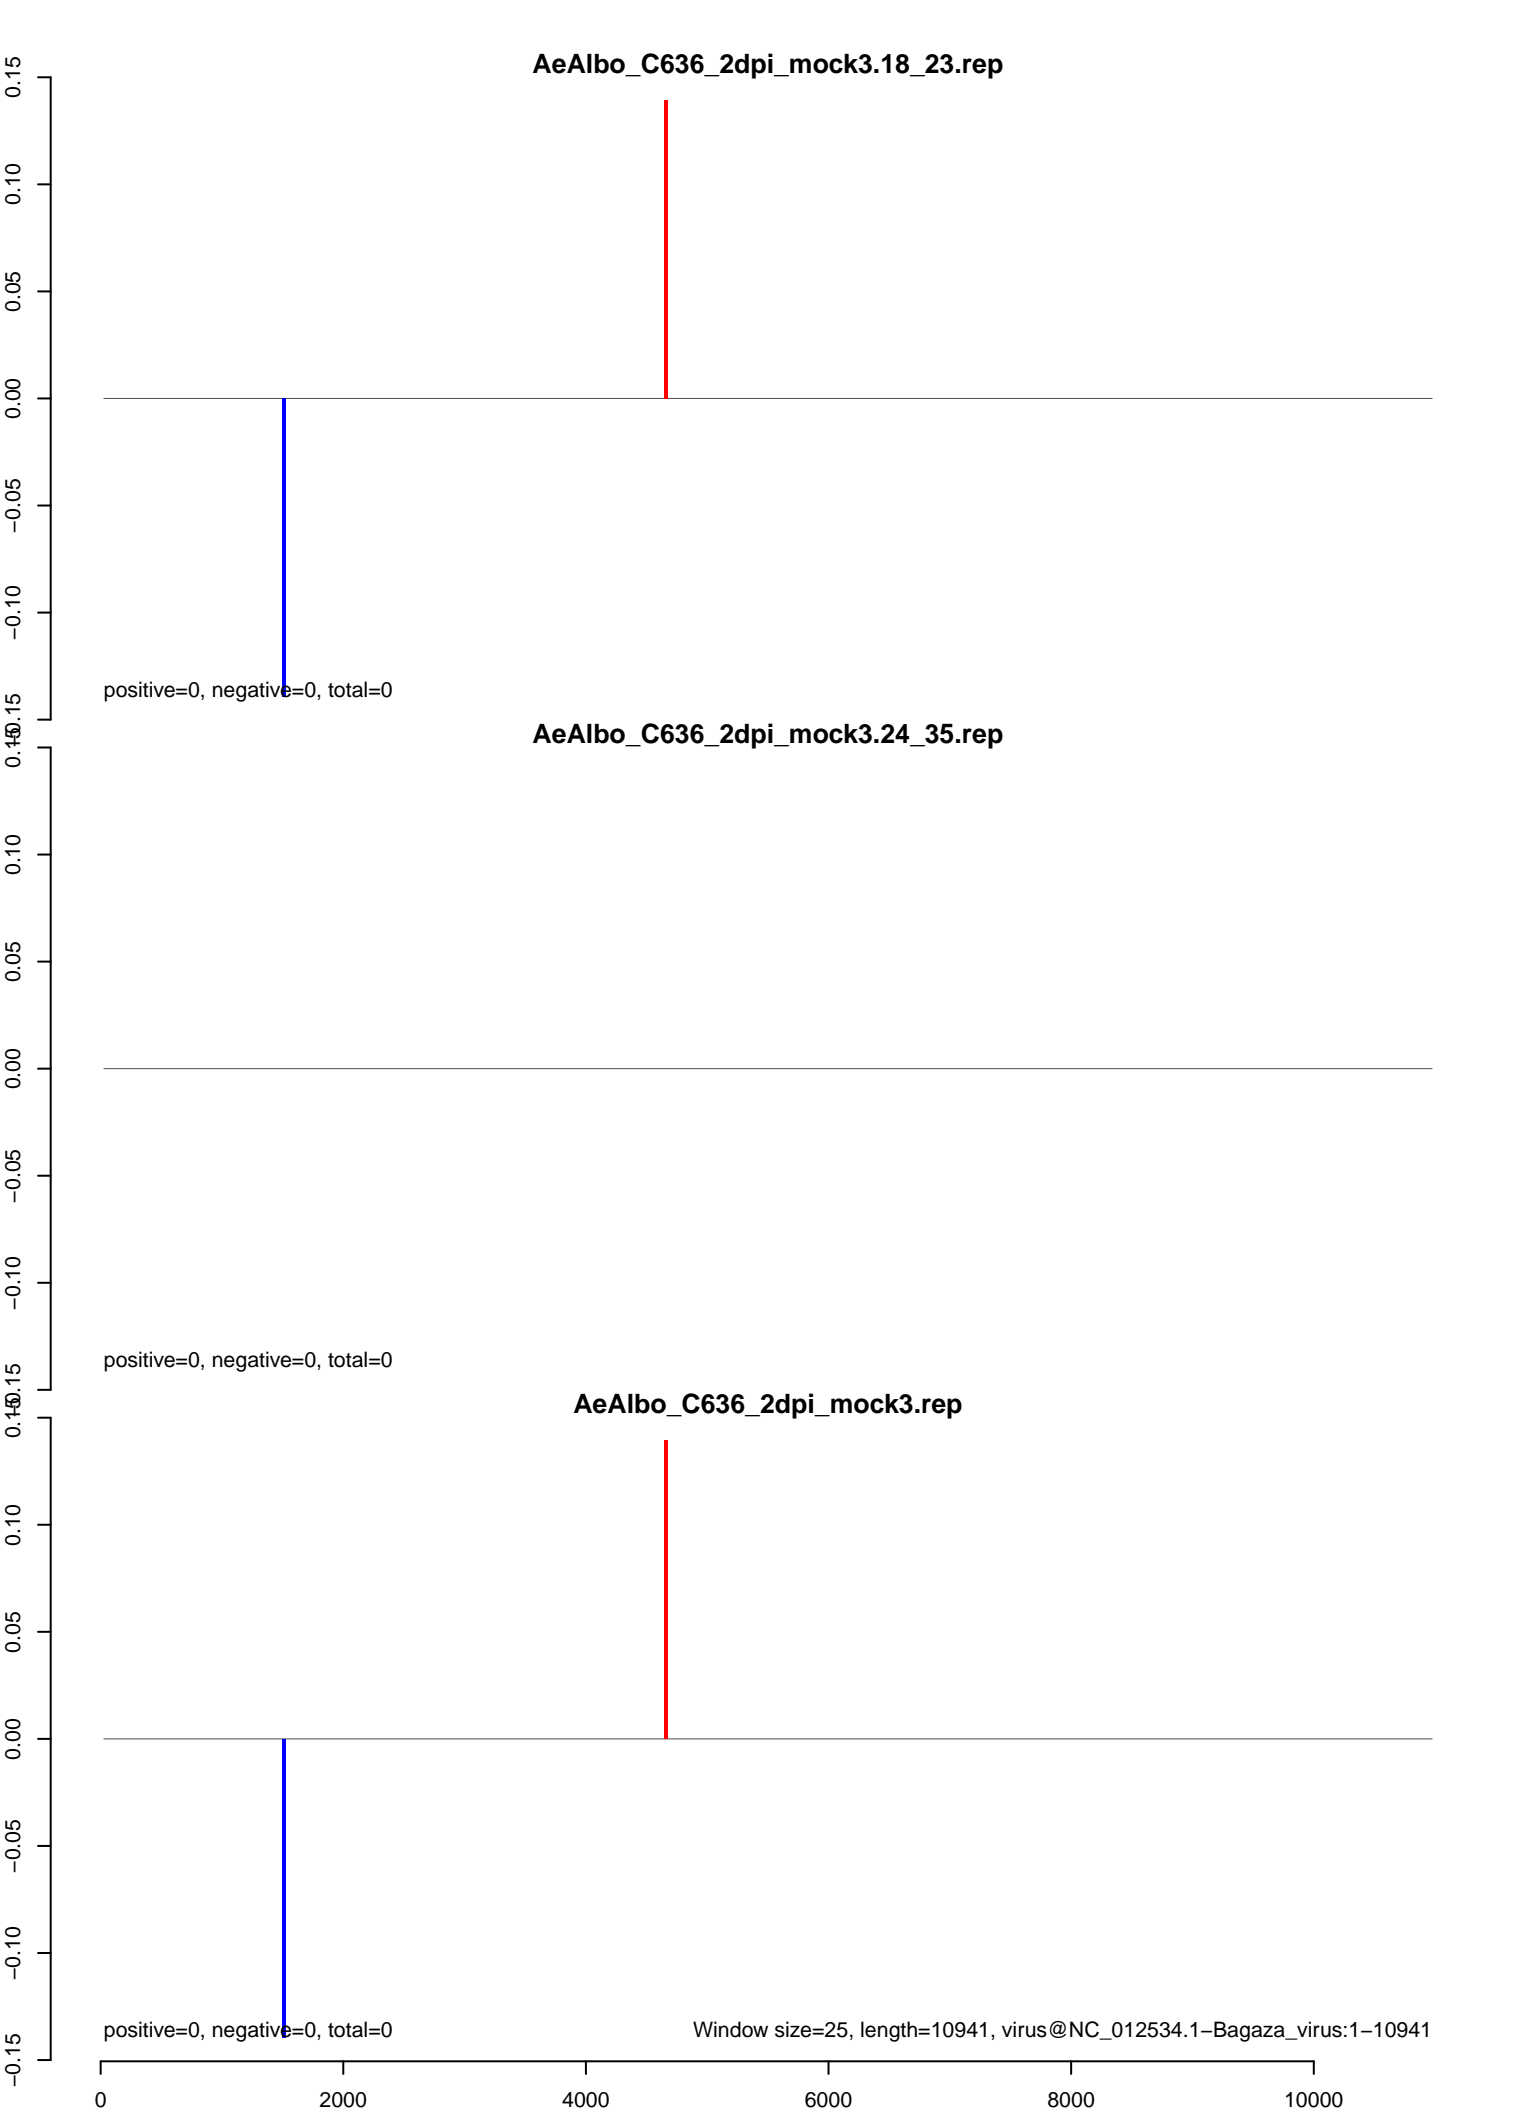 AeAlbo_C636_2dpi_mock3.18_23.rep
0.15
0.10
0.05
0.00
−0.05
−0.10
−0.15
positive=0, negative=0, total=0
AeAlbo_C636_2dpi_mock3.24_35.rep
0.15
0.10
0.05
0.00
−0.05
−0.10
−0.15
positive=0, negative=0, total=0
AeAlbo_C636_2dpi_mock3.rep
0.15
0.10
0.05
0.00
−0.05
−0.10
−0.15
positive=0, negative=0, total=0
Window size=25, length=10941, virus@NC_012534.1−Bagaza_virus:1−10941
0 2000 4000 6000 8000 10000